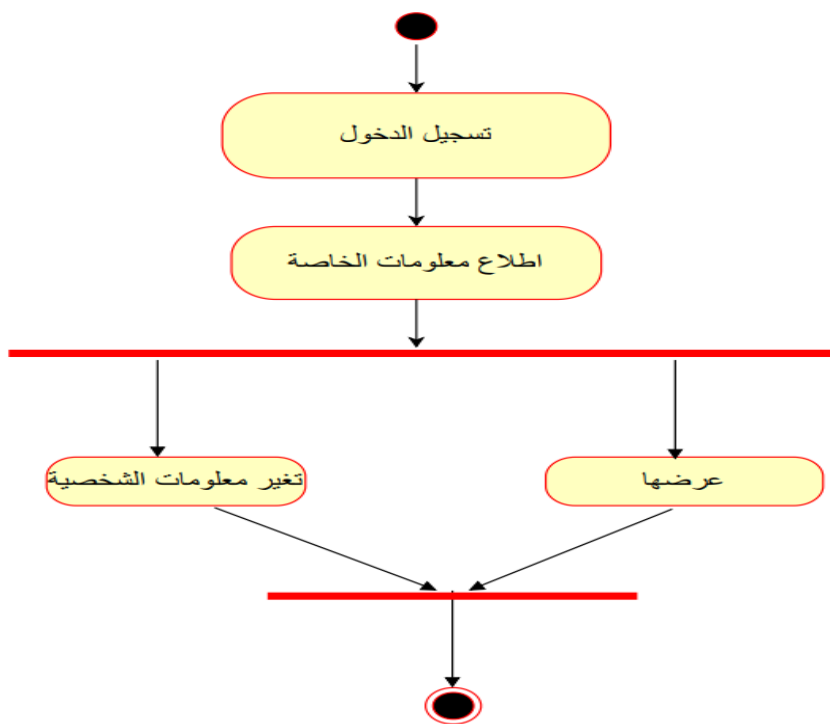 تسجيل الدخول
اطلاع معلومات الخاصة
تغير معلومات الشخصية
عرضها